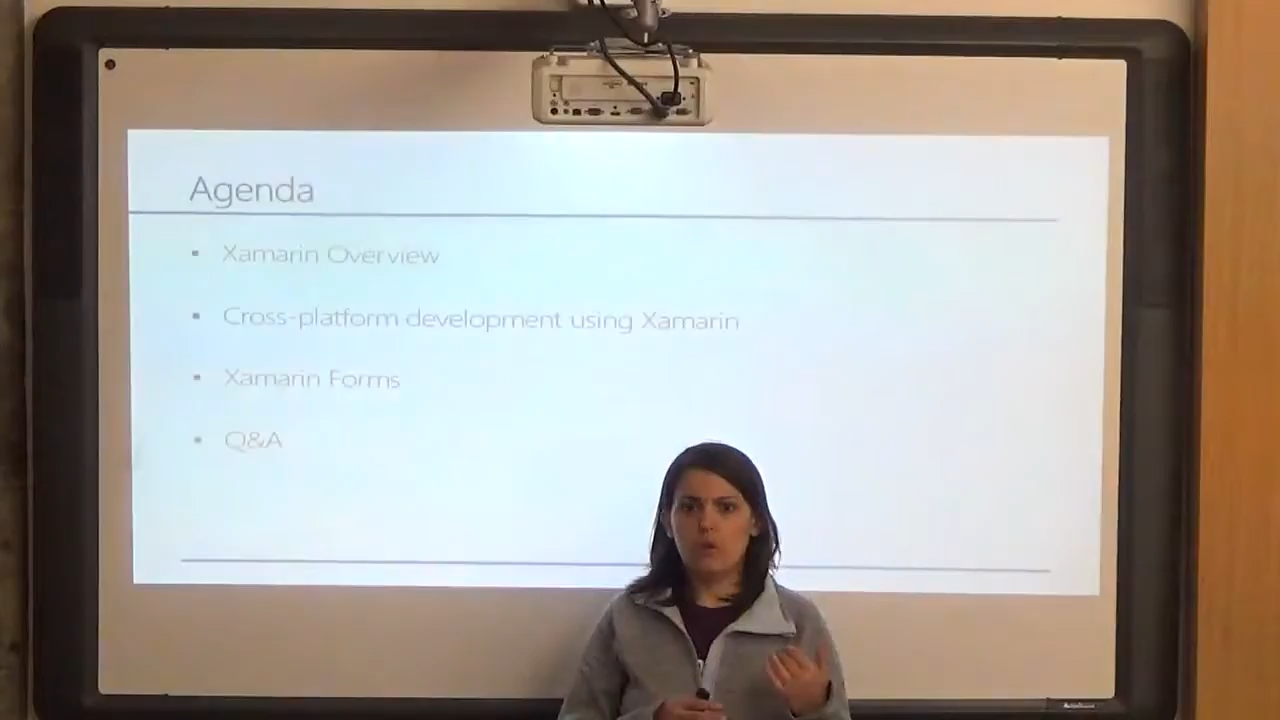 Agenda
▪ Xamarin Overview
▪ Cross-platform development using Xamarin
▪ Xamarin Forms
▪ Q&A